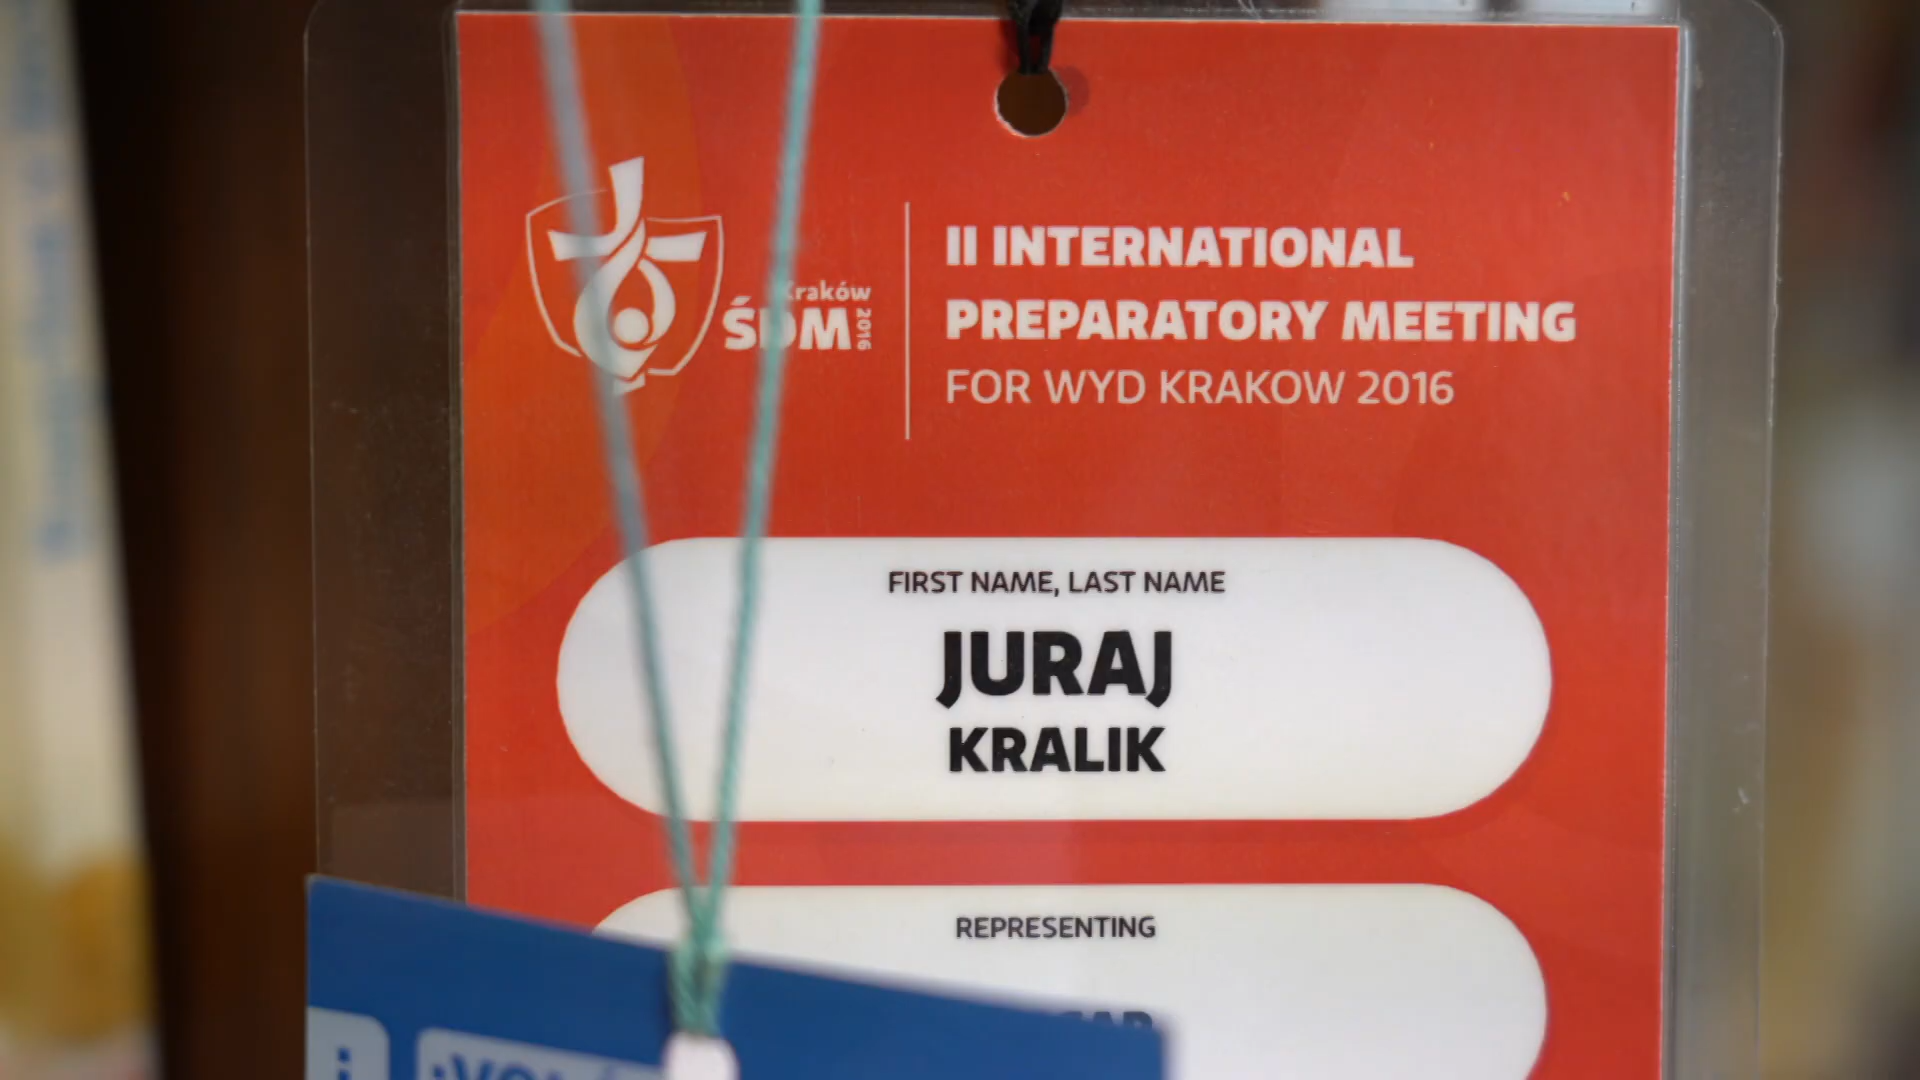 Kraków
ŚDM
2016
II INTERNATIONAL
PREPARATORY MEETING
FOR WYD KRAKOW 2016
FIRST NAME, LAST NAME
JURAJ
KRALIK
REPRESENTING